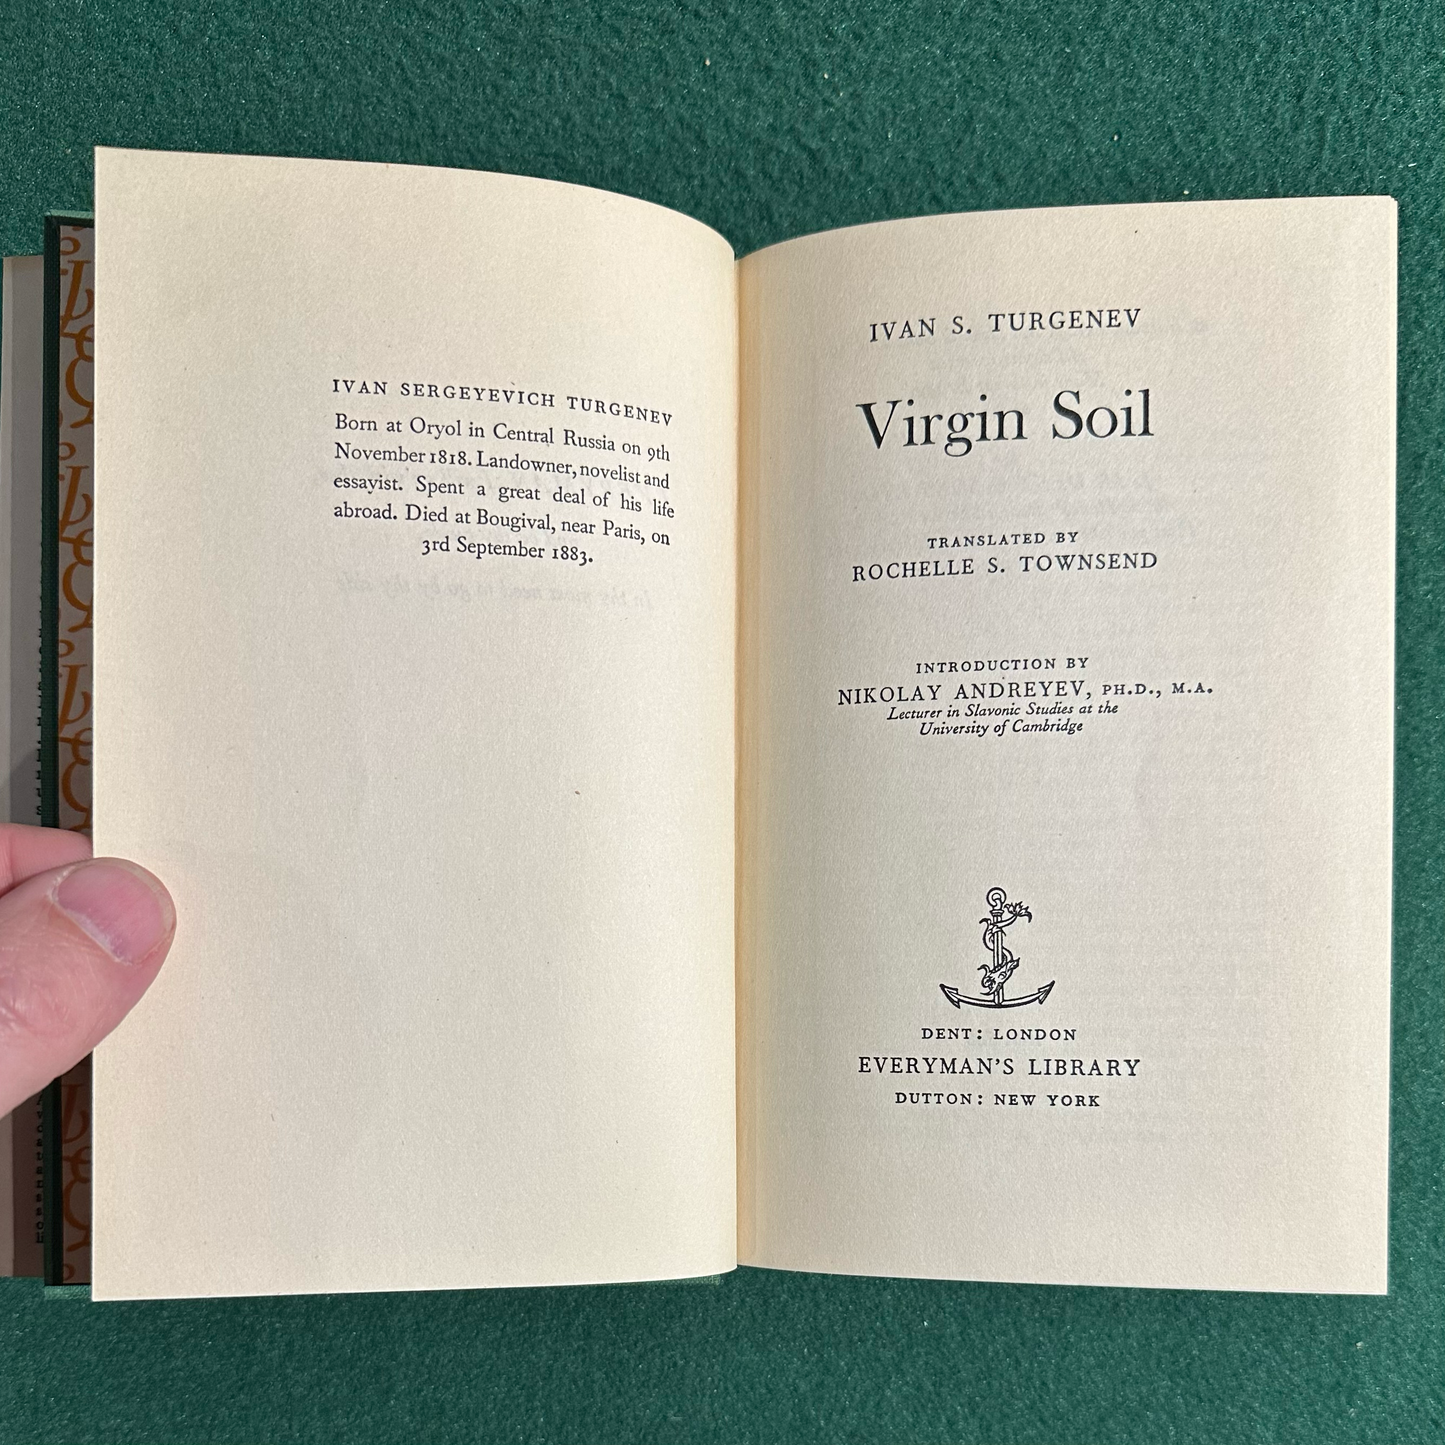 IVAN SERGEYEVICH TURGENEV
Born at Oryol in Central Russia on 9th
November 1818. Landowner, novelist and
essayist. Spent a great deal of his life
abroad. Died at Bougival, near Paris, on
3rd September 1883.
IVAN S. TURGENEV
Virgin Soil
TRANSLATED BY
ROCHELLE S. TOWNSEND
INTRODUCTION BY
NIKOLAY ANDREYEV, PH.D., M.A.
Lecturer in Slavonic Studies at the
University of Cambridge
DENT: LONDON
EVERYMAN'S LIBRARY
DUTTON: NEW YORK